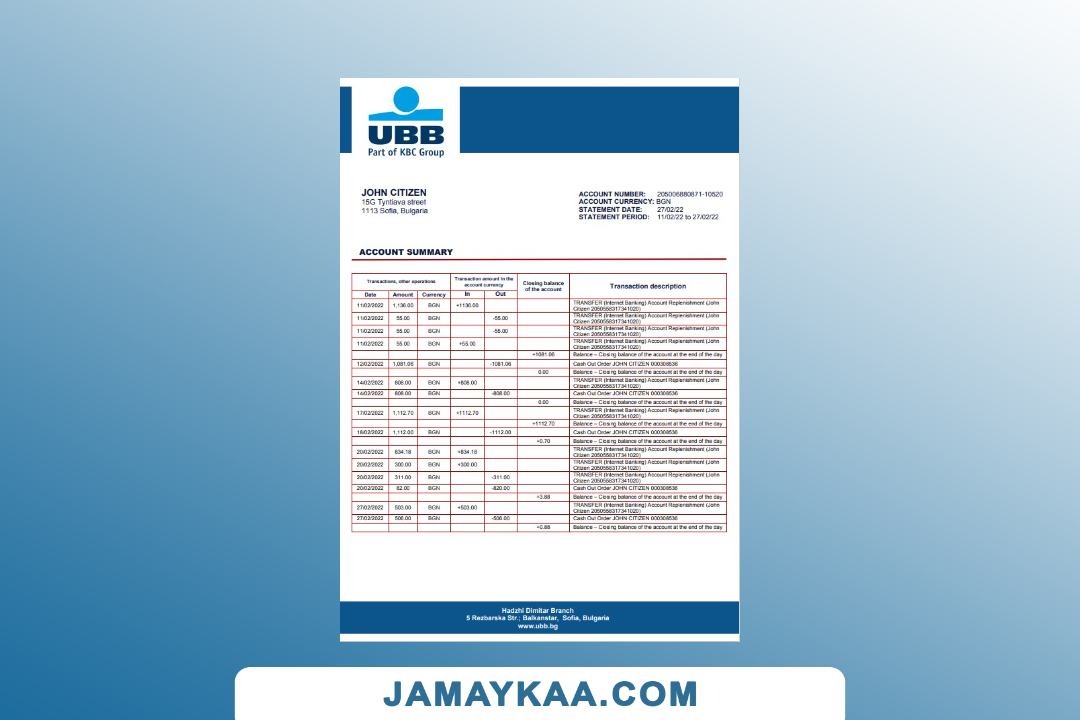 UBB
Part of KBC Group
JOHN CITIZEN
15G Tyntiava street
1113 Sofia, Bulgaria
ACCOUNT NUMBER: 205006880871-10520
ACCOUNT CURRENCY: BGN
STATEMENT DATE: 27/02/22
STATEMENT PERIOD: 11/02/22 to 27/02/22
ACCOUNT SUMMARY
Transactions, other operations
Transaction amount in the
account currency
Closing balance
of the account
Transaction description
Date Amount Currency In Out
11/02/2022 1,136.00 BGN +1136.00 TRANSFER (Internet Banking) Account Replenishment (John
Citizen 2050558317341020)
11/02/2022 55.00 BGN -55.00 TRANSFER (Internet Banking) Account Replenishment (John
Citizen 2050558317341020)
11/02/2022 55.00 BGN -55.00 TRANSFER (Internet Banking) Account Replenishment (John
Citizen 2050558317341020)
11/02/2022 55.00 BGN +55.00 TRANSFER (Internet Banking) Account Replenishment (John
Citizen 2050558317341020)
+1081.06 Balance – Closing balance of the account at the end of the day
12/02/2022 1,081.06 BGN -1081.06 Cash Out Order JOHN CITIZEN 000308536
0.00 Balance – Closing balance of the account at the end of the day
14/02/2022 808.00 BGN +808.00 TRANSFER (Internet Banking) Account Replenishment (John
Citizen 2050558317341020)
14/02/2022 808.00 BGN -808.00 Cash Out Order JOHN CITIZEN 000308536
0.00 Balance – Closing balance of the account at the end of the day
17/02/2022 1,112.70 BGN +1112.70 TRANSFER (Internet Banking) Account Replenishment (John
Citizen 2050558317341020)
+1112.70 Balance – Closing balance of the account at the end of the day
18/02/2022 1,112.00 BGN -1112.00 Cash Out Order JOHN CITIZEN 000308536
+0.70 Balance – Closing balance of the account at the end of the day
20/02/2022 834.18 BGN +834.18 TRANSFER (Internet Banking) Account Replenishment (John
Citizen 2050558317341020)
20/02/2022 300.00 BGN +300.00 TRANSFER (Internet Banking) Account Replenishment (John
Citizen 2050558317341020)
20/02/2022 311.00 BGN -311.00 TRANSFER (Internet Banking) Account Replenishment (John
Citizen 2050558317341020)
20/02/2022 82.00 BGN -820.00 Cash Out Order JOHN CITIZEN 000308536
+3.88 Balance – Closing balance of the account at the end of the day
27/02/2022 503.00 BGN +503.00 TRANSFER (Internet Banking) Account Replenishment (John
Citizen 2050558317341020)
27/02/2022 506.00 BGN -506.00 Cash Out Order JOHN CITIZEN 000308536
+0.88 Balance – Closing balance of the account at the end of the day
Hadzhi Dimitar Branch
5 Rezbarska Str.; Balkanstar, Sofia, Bulgaria
www.ubb.bg
JAMAYKAA.COM